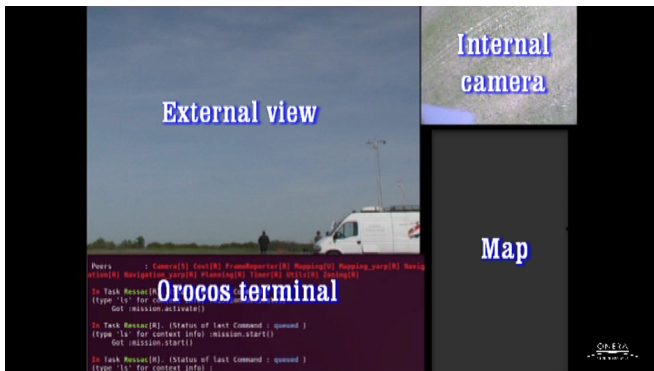 Internal
camera
External view
Map
Peers : Camera[S] Cost[R] FrameReporter[R] Mapping[U] Mapping_yarp[R] Navig
ation[R] Navigation_yarp[R] Planning[R] Timer[R] Utils[R] Zoning[R]
Orocos terminal
In Task Ressac[R].
(type 'ls' for
Got :mission.activate()
In Task Ressac[R]. (Status of last Command : queued )
(type 'ls' for context info) :mission.start()
Got :mission.start()
In Task Ressac[R]. (Status of last Command : queued )
(type 'ls' for context info) :
ONERA